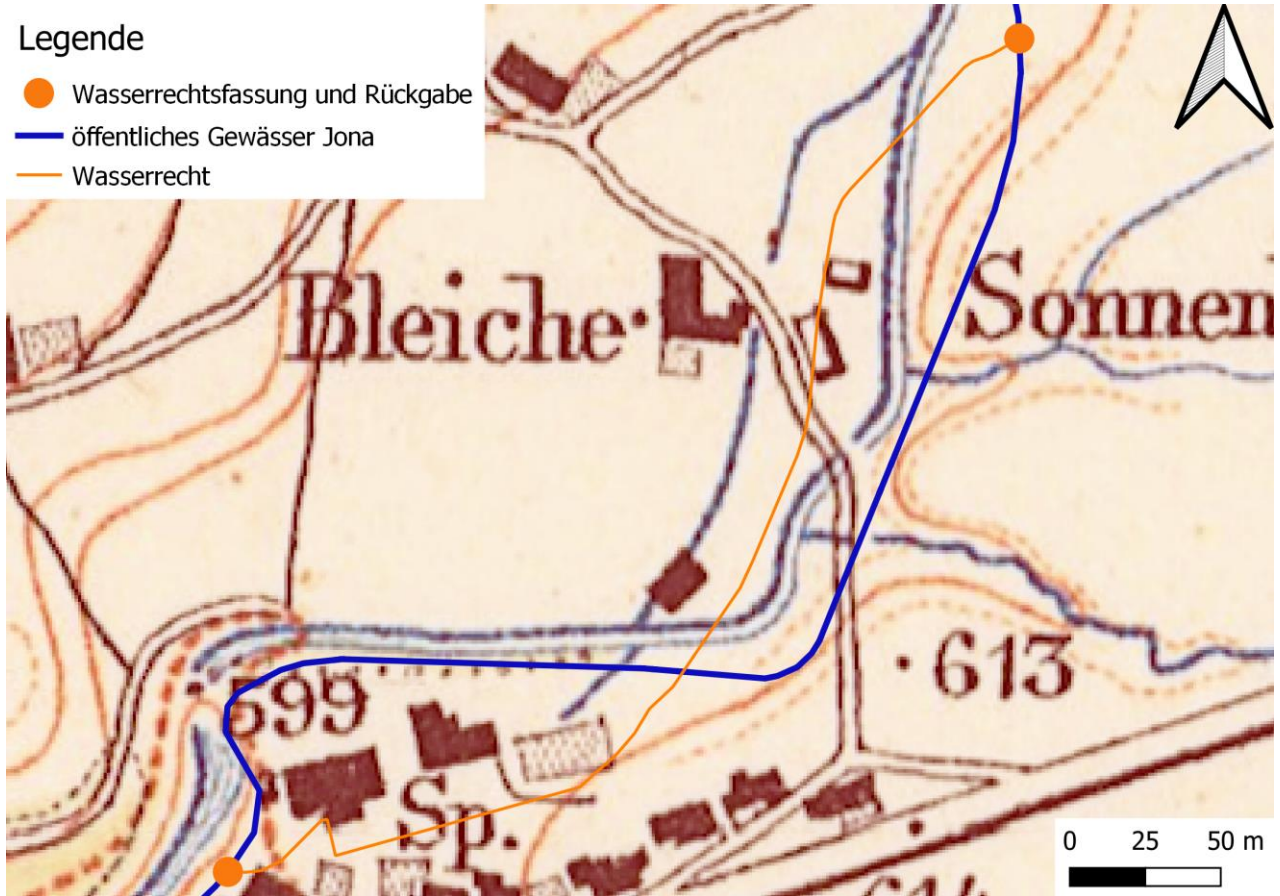 Legende
Wasserrechtsfassung und Rückgabe
öffentliches Gewässer Jona
Wasserrecht
Bleiche
Sonnen
613
599
Sp.
0 25 50 m